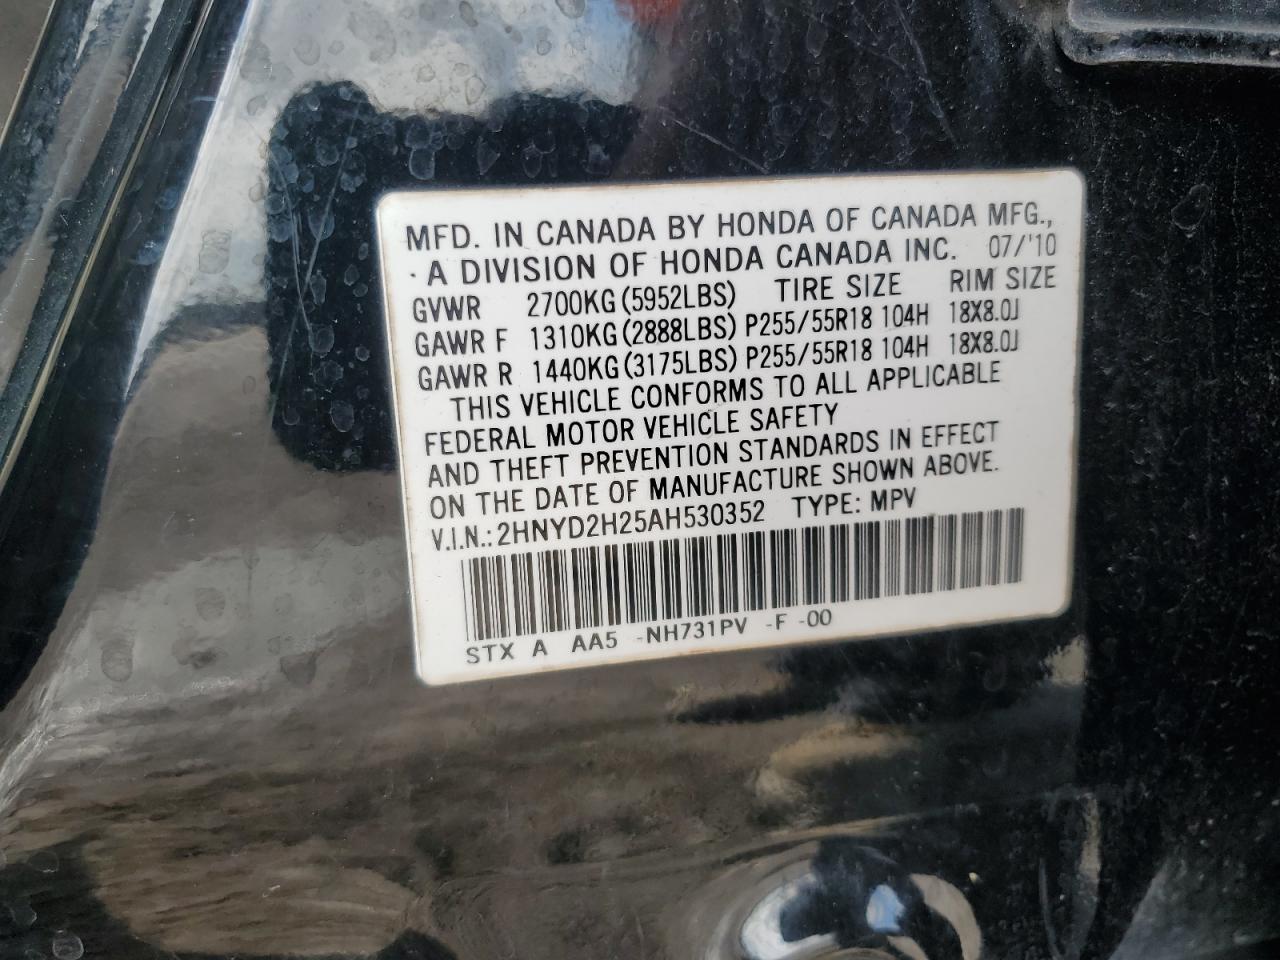 MFD. IN CANADA BY HONDA OF CANADA MFG.,
· A DIVISION OF HONDA CANADA INC. 07/'10
GVWR 2700KG (5952LBS) TIRE SIZE RIM SIZE
GAWR F 1310KG (2888LBS) P255/55R18 104H 18X8.0J
GAWR R 1440KG (3175LBS) P255/55R18 104H 18X8.0J
THIS VEHICLE CONFORMS TO ALL APPLICABLE
FEDERAL MOTOR VEHICLE SAFETY
AND THEFT PREVENTION STANDARDS IN EFFECT
ON THE DATE OF MANUFACTURE SHOWN ABOVE.
V.I.N.: 2HNYD2H25AH530352 TYPE: MPV
STX A AA5 -NH731PV -F -00